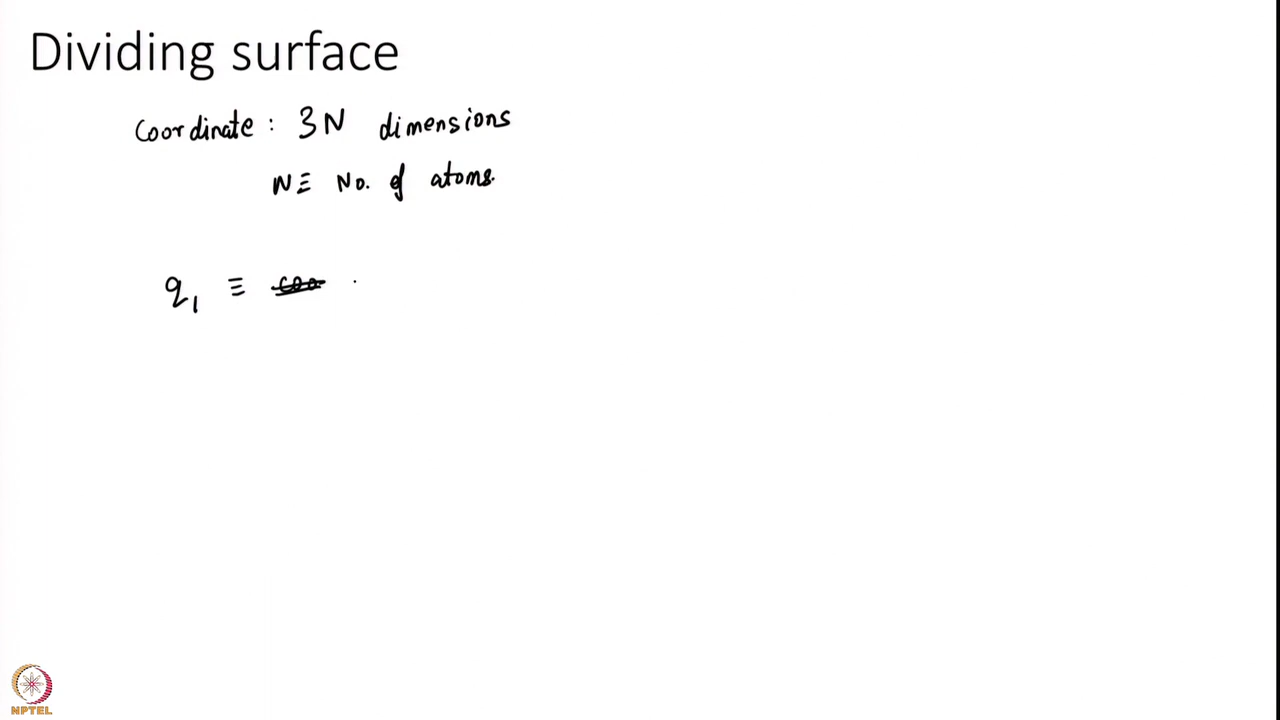 Dividing surface
Coordinate : 3N dimensions
N ≡ No. of atoms.
q₁ ≡
NPTEL